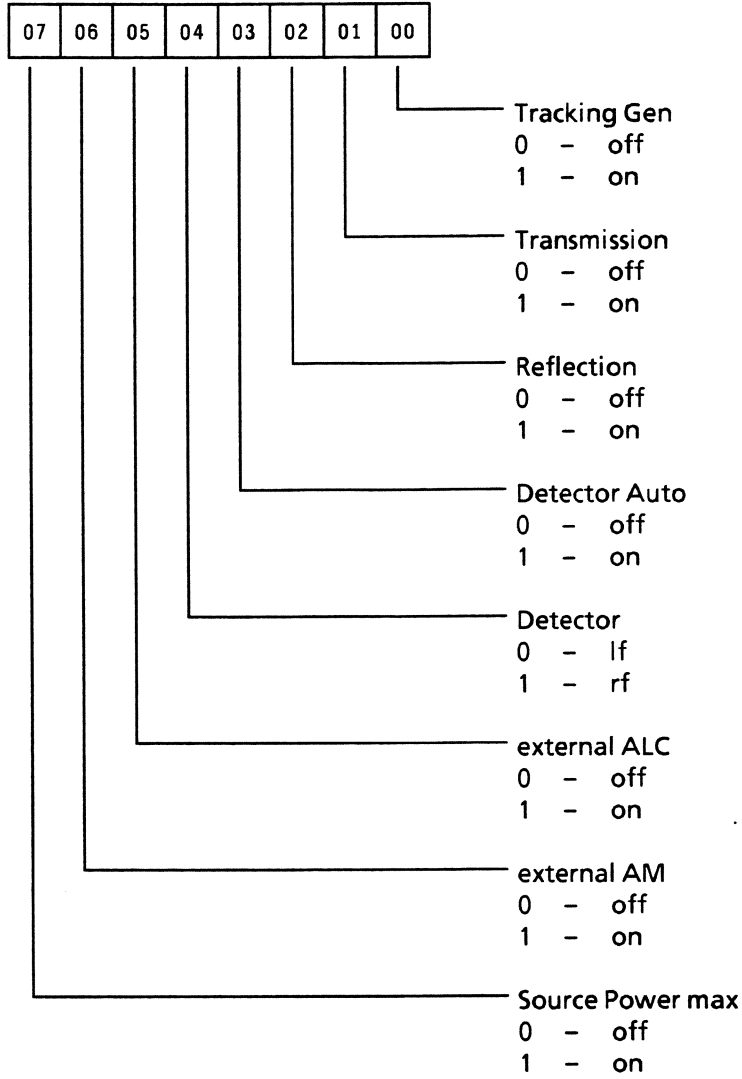 07 06 05 04 03 02 01 00
Tracking Gen
0 – off
1 – on
Transmission
0 – off
1 – on
Reflection
0 – off
1 – on
Detector Auto
0 – off
1 – on
Detector
0 – lf
1 – rf
external ALC
0 – off
1 – on
external AM
0 – off
1 – on
Source Power max
0 – off
1 – on